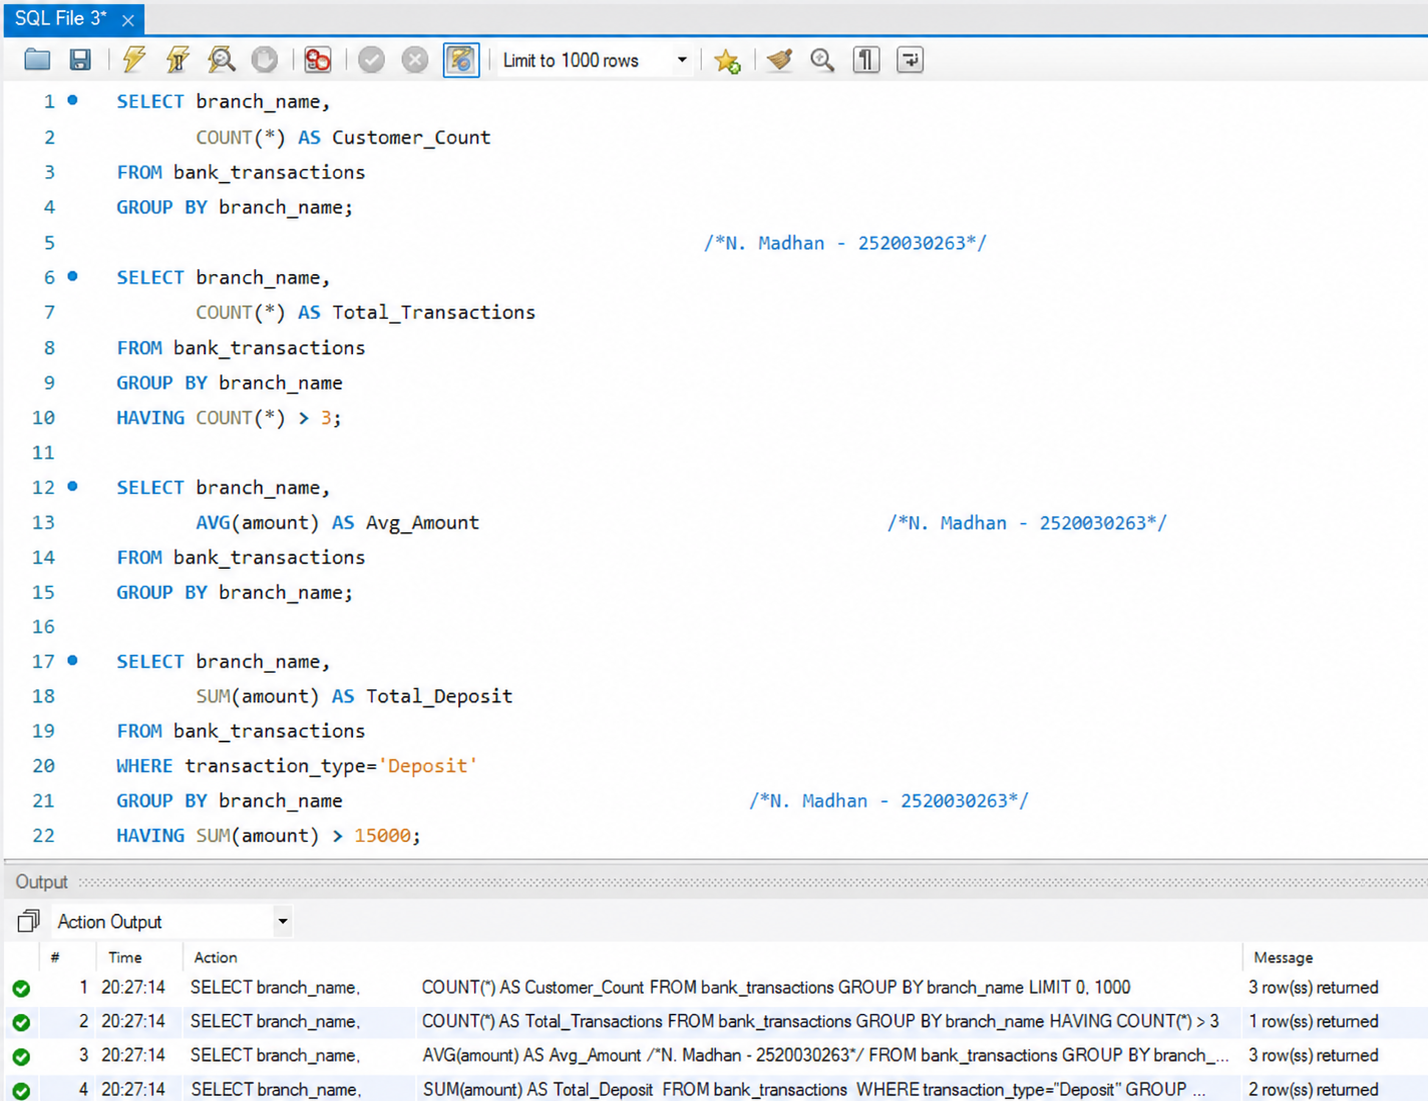 SQL File 3* ×
Limit to 1000 rows
1 SELECT branch_name,
2 COUNT(*) AS Customer_Count
3 FROM bank_transactions
4 GROUP BY branch_name;
5 /*N. Madhan - 2520030263*/
6 SELECT branch_name,
7 COUNT(*) AS Total_Transactions
8 FROM bank_transactions
9 GROUP BY branch_name
10 HAVING COUNT(*) > 3;
11
12 SELECT branch_name,
13 AVG(amount) AS Avg_Amount /*N. Madhan - 2520030263*/
14 FROM bank_transactions
15 GROUP BY branch_name;
16
17 SELECT branch_name,
18 SUM(amount) AS Total_Deposit
19 FROM bank_transactions
20 WHERE transaction_type='Deposit'
21 GROUP BY branch_name /*N. Madhan - 2520030263*/
22 HAVING SUM(amount) > 15000;
Output
Action Output
# Time Action Message
1 20:27:14 SELECT branch_name, COUNT(*) AS Customer_Count FROM bank_transactions GROUP BY branch_name LIMIT 0, 1000 3 row(ss) returned
2 20:27:14 SELECT branch_name, COUNT(*) AS Total_Transactions FROM bank_transactions GROUP BY branch_name HAVING COUNT(*) > 3 1 row(ss) returned
3 20:27:14 SELECT branch_name, AVG(amount) AS Avg_Amount /*N. Madhan - 2520030263*/ FROM bank_transactions GROUP BY branch_... 3 row(ss) returned
4 20:27:14 SELECT branch_name, SUM(amount) AS Total_Deposit FROM bank_transactions WHERE transaction_type="Deposit" GROUP ... 2 row(ss) returned